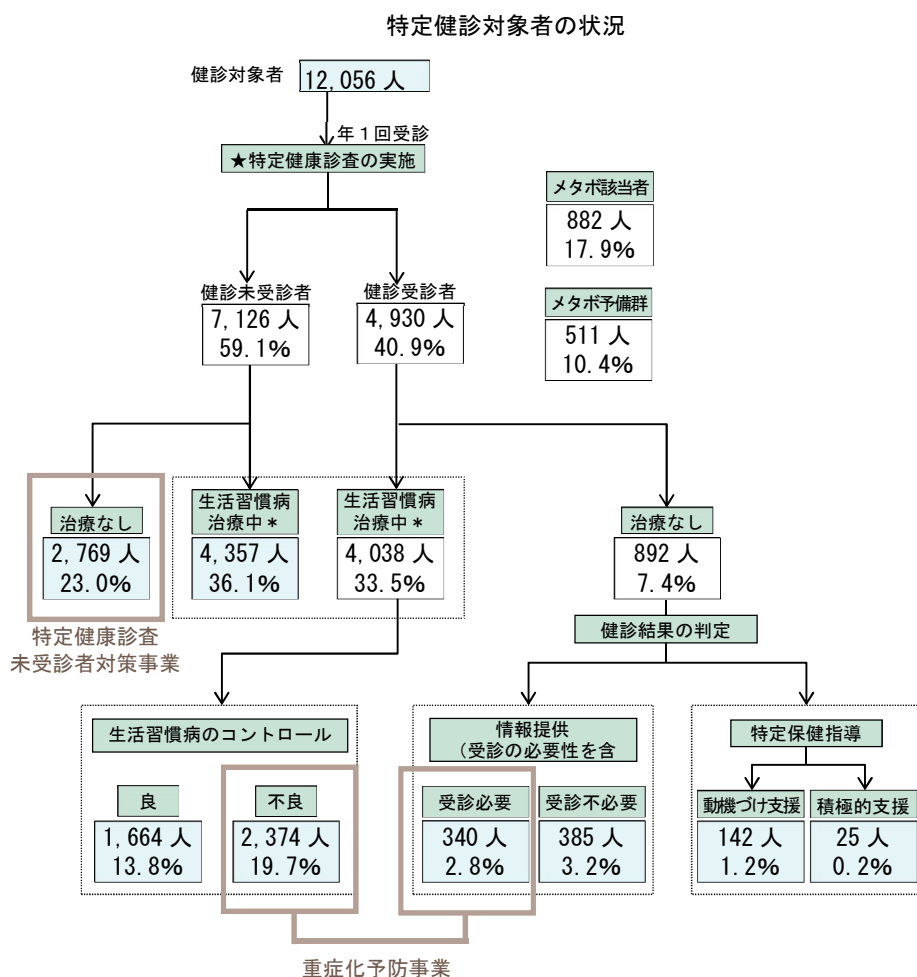 特定健診対象者の状況
健診対象者
12,056 人
年１回受診
★特定健康診査の実施
メタボ該当者
882 人
17.9%
メタボ予備群
511 人
10.4%
健診未受診者
7,126 人
59.1%
健診受診者
4,930 人
40.9%
治療なし
2,769 人
23.0%
生活習慣病
治療中＊
4,357 人
36.1%
生活習慣病
治療中＊
4,038 人
33.5%
治療なし
892 人
7.4%
特定健康診査
未受診者対策事業
健診結果の判定
生活習慣病のコントロール
良
1,664 人
13.8%
不良
2,374 人
19.7%
情報提供
（受診の必要性を含
受診必要
340 人
2.8%
受診不必要
385 人
3.2%
特定保健指導
動機づけ支援
142 人
1.2%
積極的支援
25 人
0.2%
重症化予防事業